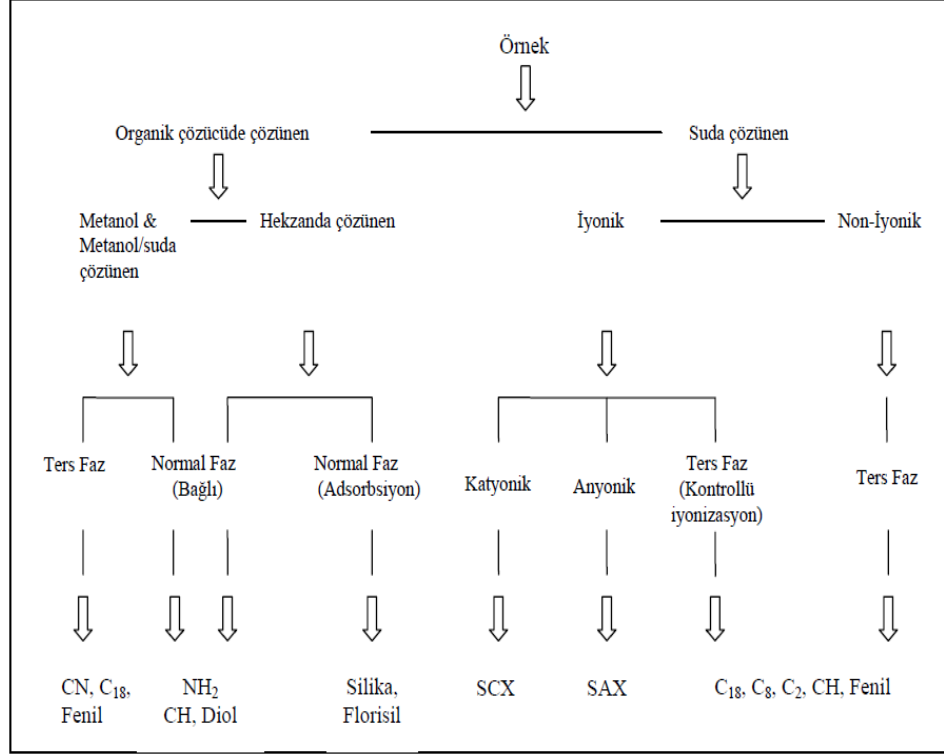 Örnek
Organik çözücüde çözünen
Suda çözünen
Metanol &
Metanol/suda
çözünen
Hekzanda çözünen
İyonik
Non-İyonik
Ters Faz
Normal Faz
(Bağlı)
Normal Faz
(Adsorbsiyon)
Katyonik
Anyonik
Ters Faz
(Kontrollü
iyonizasyon)
Ters Faz
CN, C₁₈,
Fenil
NH₂
CH, Diol
Silika,
Florisil
SCX
SAX
C₁₈, C₈, C₂, CH, Fenil